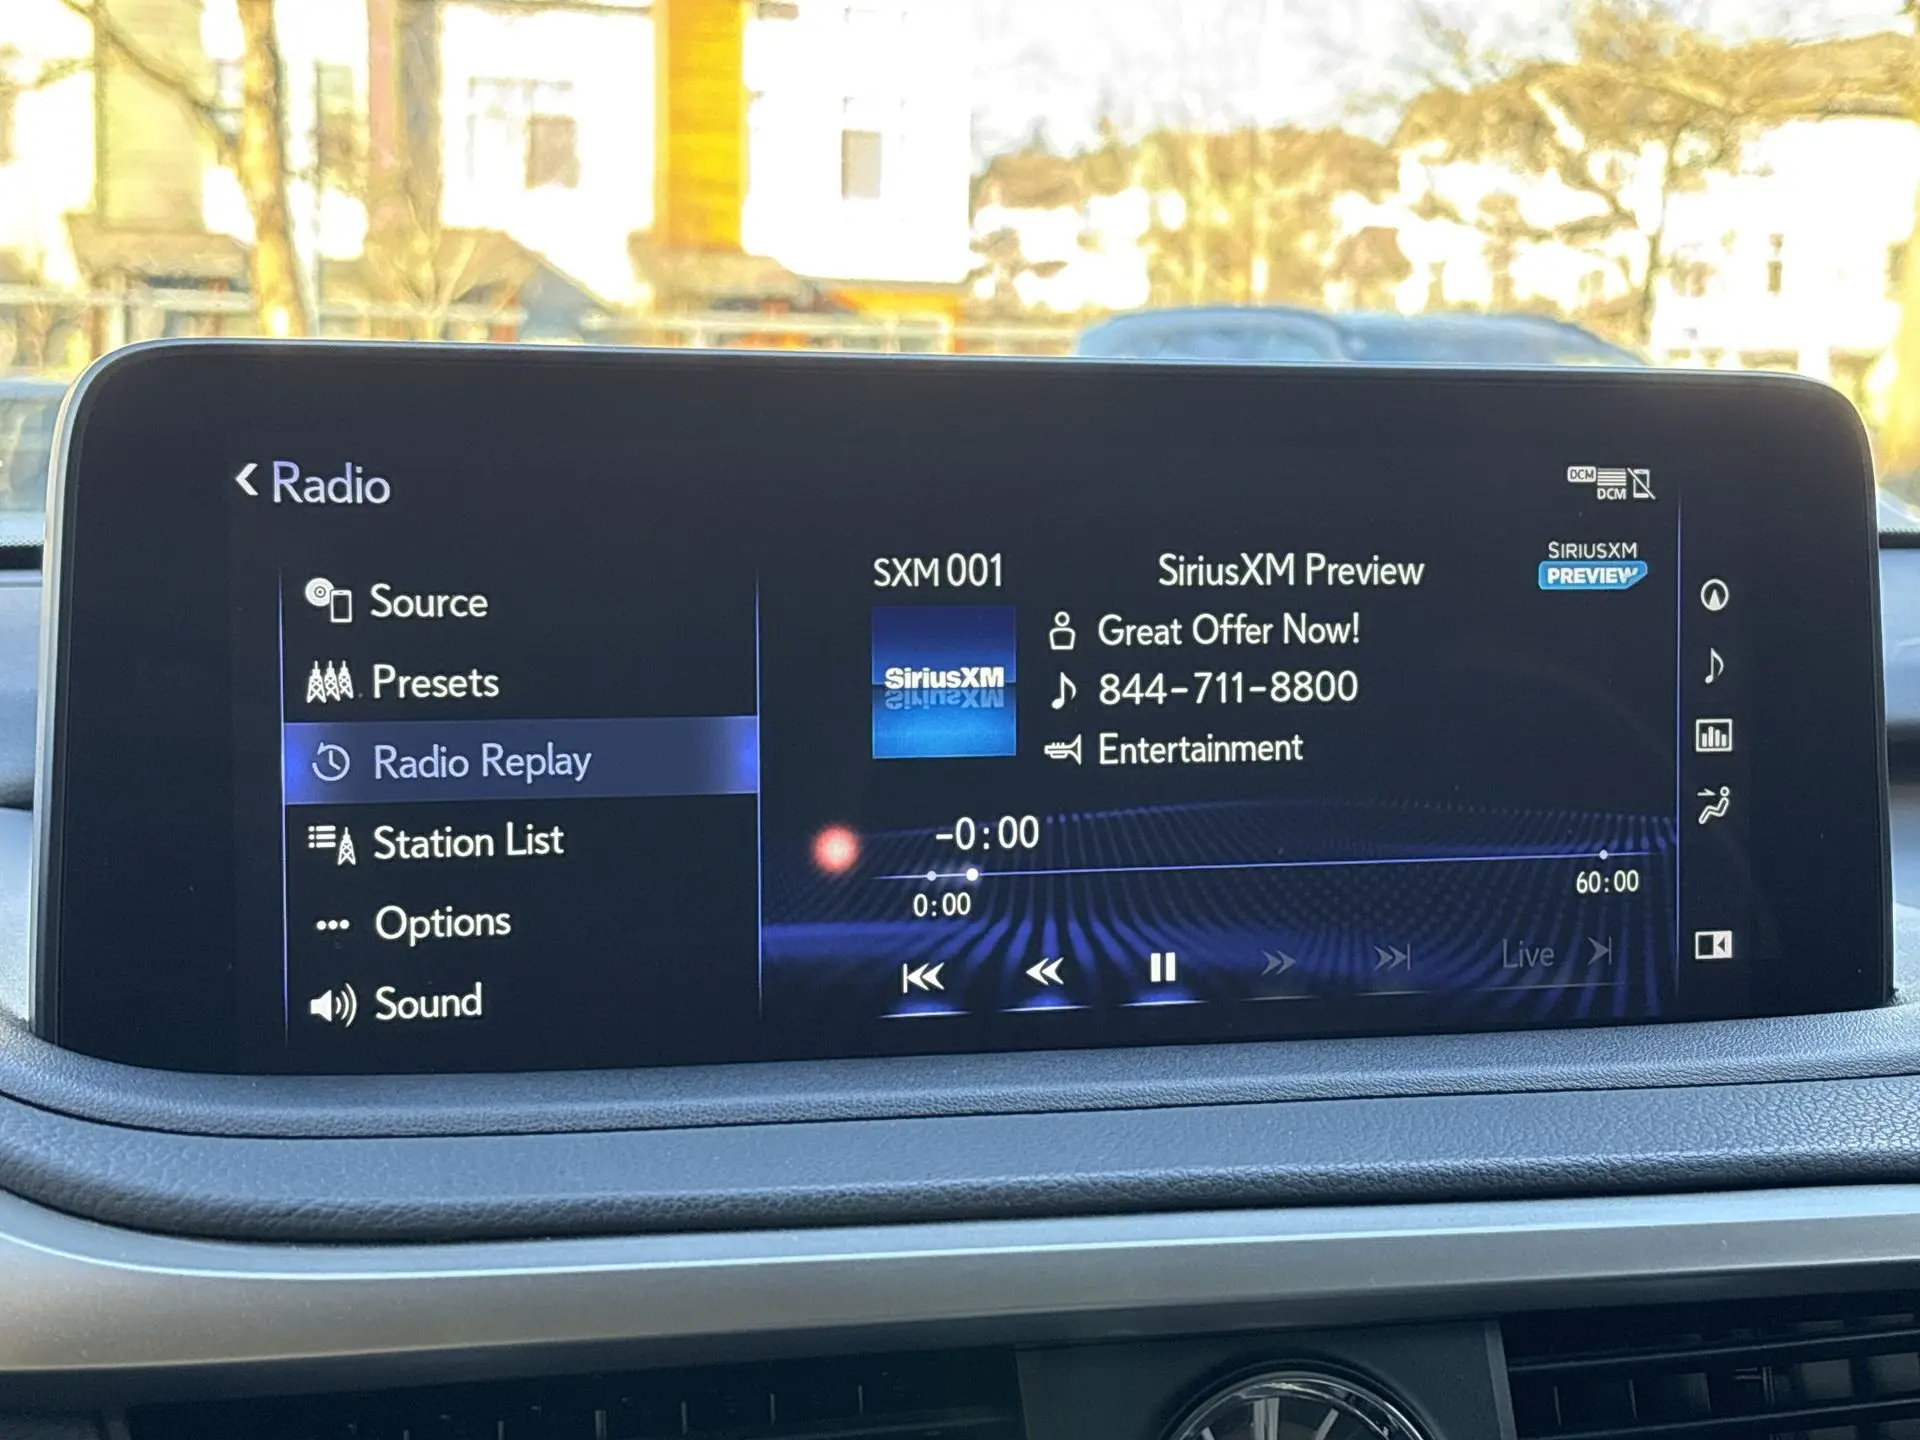 Radio
DCM
DCM
Source
Presets
Radio Replay
Station List
Options
Sound
SXM 001
SiriusXM Preview
SIRIUSXM
PREVIEW
SiriusXM
Great Offer Now!
844-711-8800
Entertainment
-0:00
0:00
60:00
Live